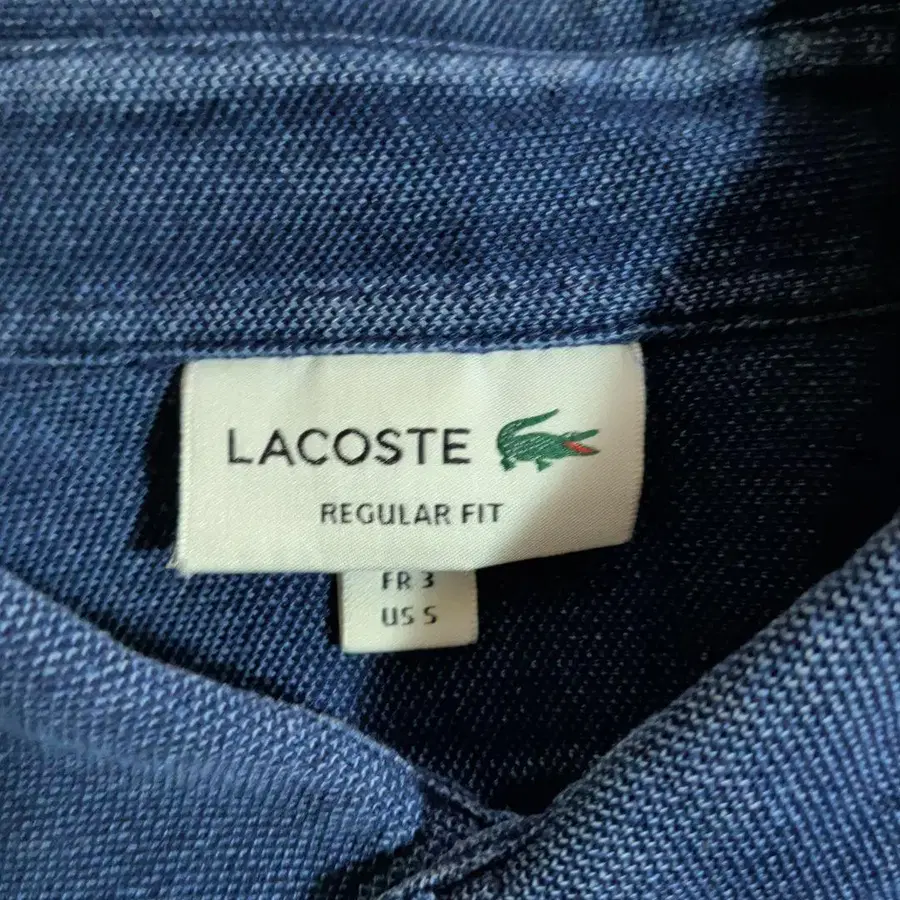 LACOSTE
REGULAR FIT
FR 3
US S